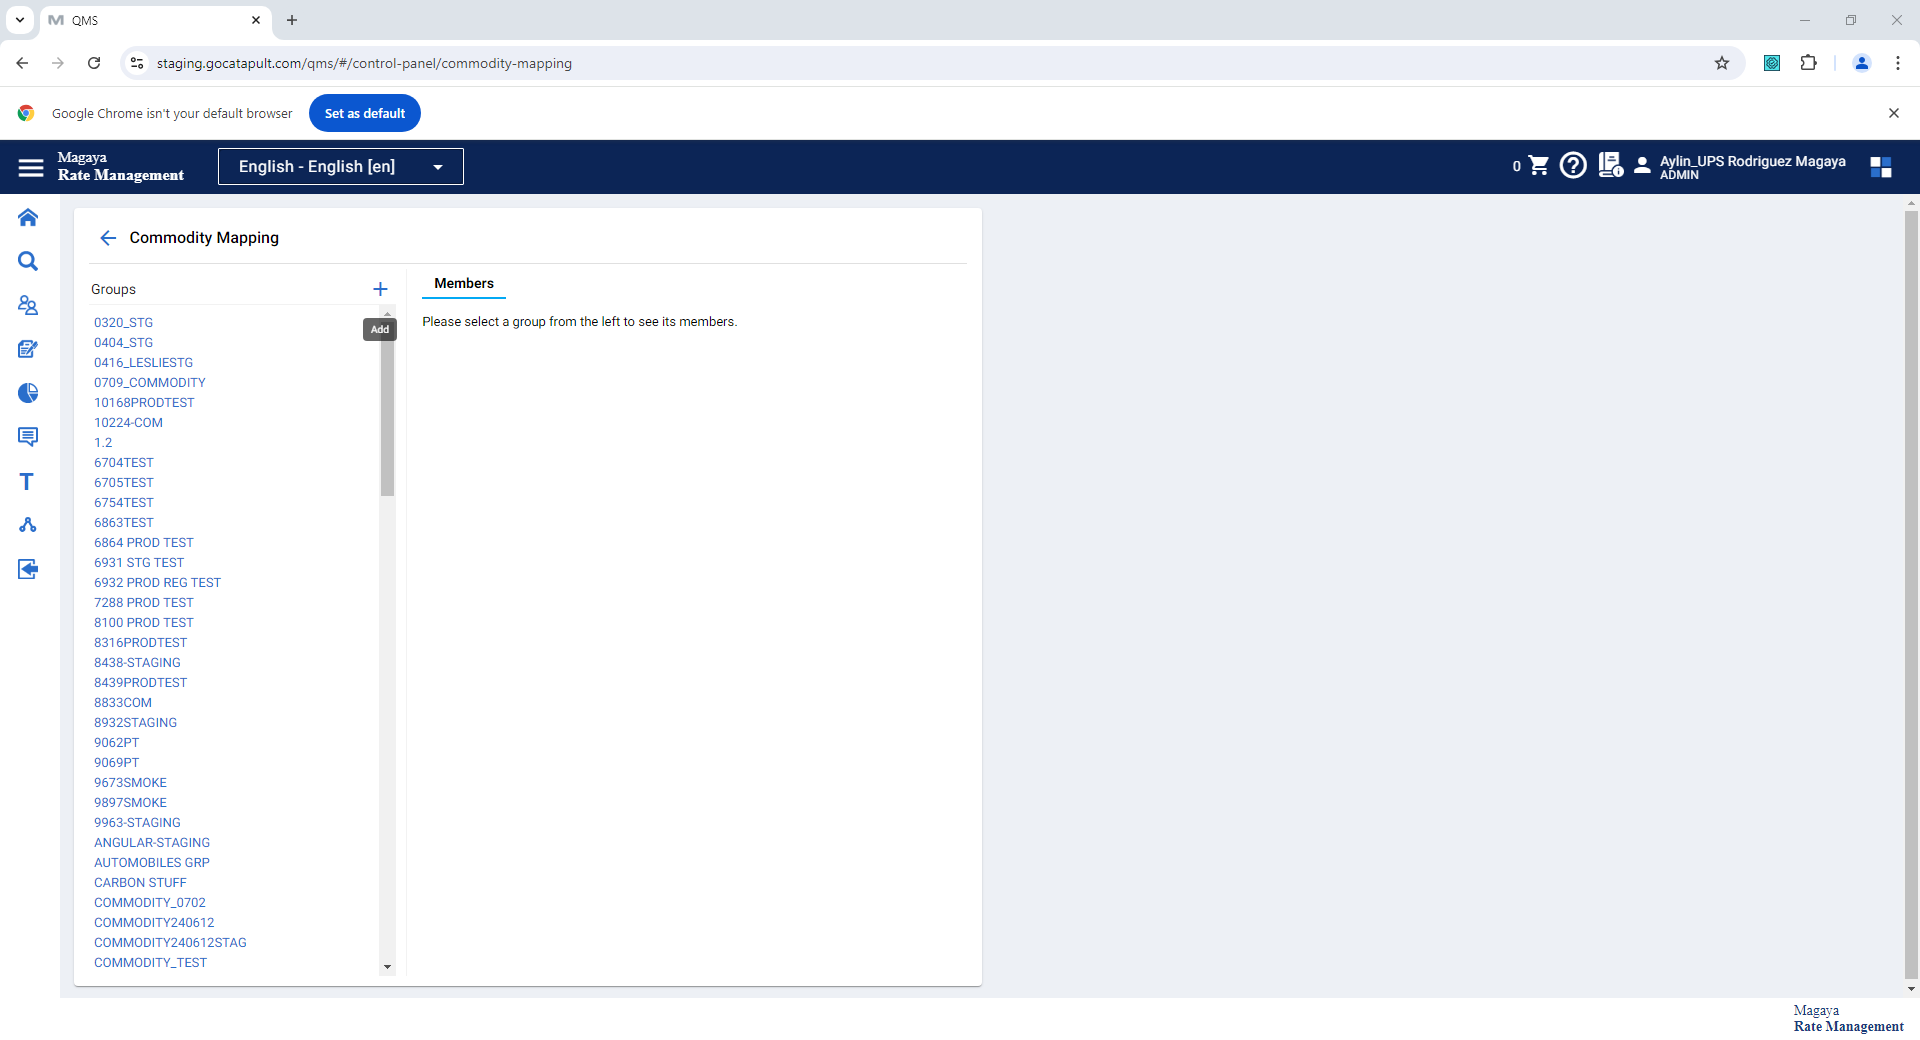 QMS
staging.gocatapult.com/qms/#/control-panel/commodity-mapping
Google Chrome isn't your default browser
Set as default
Magaya
Rate Management
English - English [en]
0
Aylin_UPS Rodriguez Magaya
ADMIN
Commodity Mapping
Groups
Members
Add
Please select a group from the left to see its members.
0320_STG
0404_STG
0416_LESLIESTG
0709_COMMODITY
10168PRODTEST
10224-COM
1.2
6704TEST
6705TEST
6754TEST
6863TEST
6864 PROD TEST
6931 STG TEST
6932 PROD REG TEST
7288 PROD TEST
8100 PROD TEST
8316PRODTEST
8438-STAGING
8439PRODTEST
8833COM
8932STAGING
9062PT
9069PT
9673SMOKE
9897SMOKE
9963-STAGING
ANGULAR-STAGING
AUTOMOBILES GRP
CARBON STUFF
COMMODITY_0702
COMMODITY240612
COMMODITY240612STAG
COMMODITY_TEST
Magaya
Rate Management